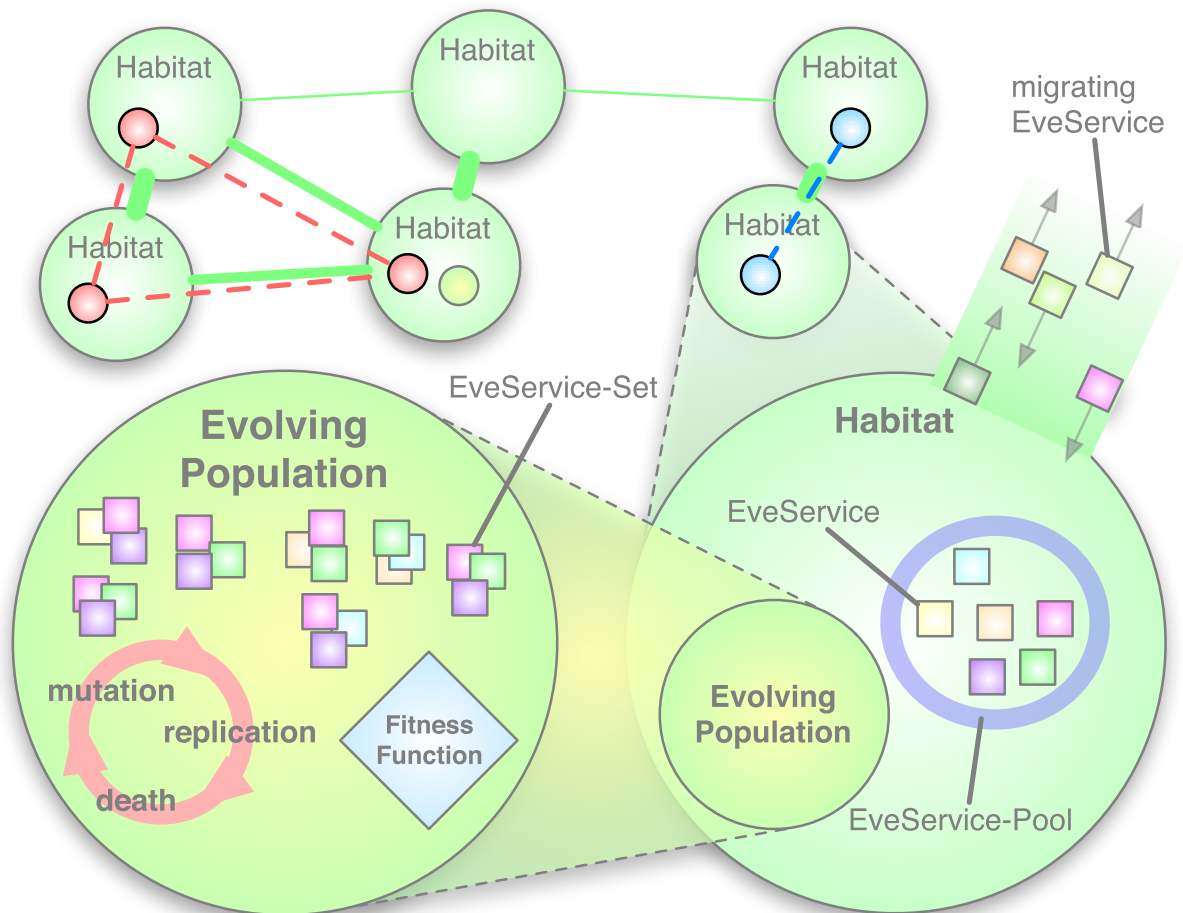 Habitat
Habitat
Habitat
migrating
EveService
Habitat
Habitat
Habitat
EveService-Set
Evolving
Population
Habitat
EveService
mutation
replication
death
Fitness
Function
Evolving
Population
EveService-Pool